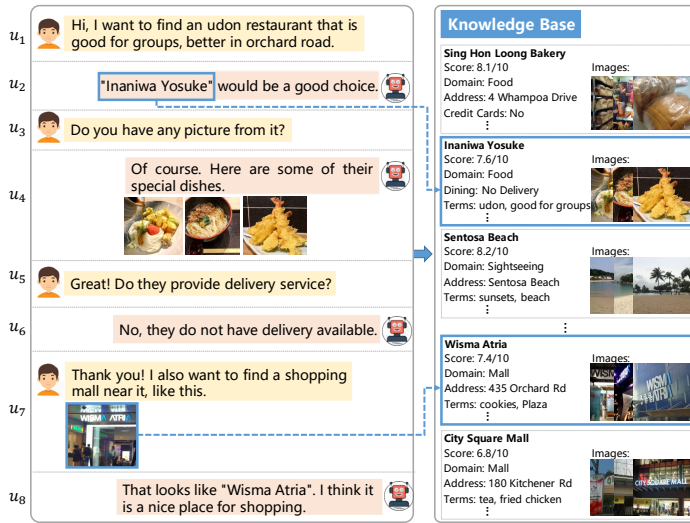 u1
Hi, I want to find an udon restaurant that is
good for groups, better in orchard road.
u2
"Inaniwa Yosuke" would be a good choice.
u3
Do you have any picture from it?
u4
Of course. Here are some of their
special dishes.
u5
Great! Do they provide delivery service?
u6
No, they do not have delivery available.
u7
Thank you! I also want to find a shopping
mall near it, like this.
WISMA ATRIA
u8
That looks like "Wisma Atria". I think it
is a nice place for shopping.
Knowledge Base
Sing Hon Loong Bakery
Score: 8.1/10
Images:
Domain: Food
Address: 4 Whampoa Drive
Credit Cards: No
⋮
Inaniwa Yosuke
Score: 7.6/10
Images:
Domain: Food
Dining: No Delivery
Terms: udon, good for groups
⋮
Sentosa Beach
Score: 8.2/10
Images:
Domain: Sightseeing
Address: Sentosa Beach
Terms: sunsets, beach
⋮
⋮
Wisma Atria
Score: 7.4/10
Images:
Domain: Mall
Address: 435 Orchard Rd
Terms: cookies, Plaza
⋮
WISMA ATRIA
City Square Mall
Score: 6.8/10
Images:
Domain: Mall
Address: 180 Kitchener Rd
Terms: tea, fried chicken
⋮
CITY SQUARE MALL